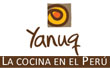 Yanuq
LA COCINA EN EL PERÚ